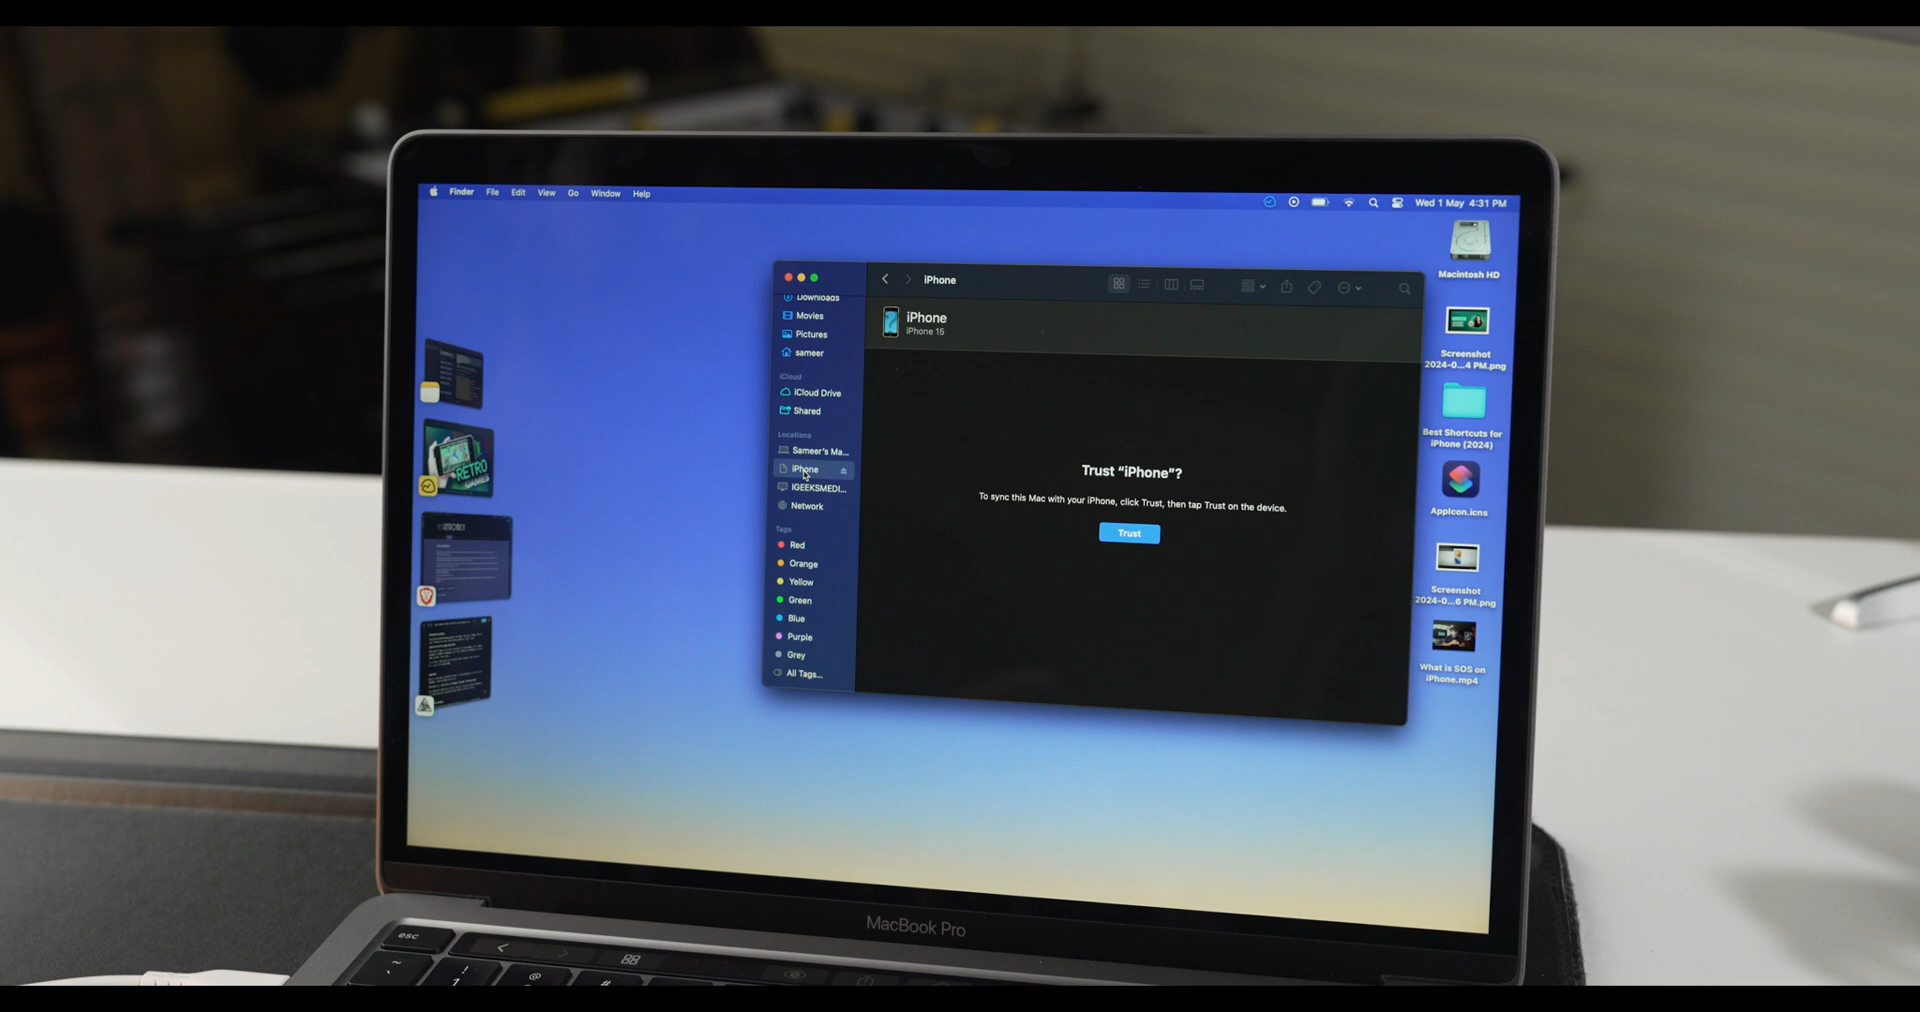 Finder File Edit View Go Window Help
Wed 1 May 4:31 PM
iPhone
Downloads
Movies
Pictures
sameer
iCloud
iCloud Drive
Shared
Locations
Sameer's Ma...
iPhone
IGEEKSMEDI...
Network
Tags
Red
Orange
Yellow
Green
Blue
Purple
Grey
All Tags...
iPhone
iPhone 15
Trust “iPhone”?
To sync this Mac with your iPhone, click Trust, then tap Trust on the device.
Trust
Macintosh HD
Screenshot
2024-0...4 PM.png
Best Shortcuts for
iPhone (2024)
AppIcon.icns
Screenshot
2024-0...6 PM.png
What is SOS on
iPhone.mp4
RETRO
GAMES
MacBook Pro
esc
~
!
1
@
#